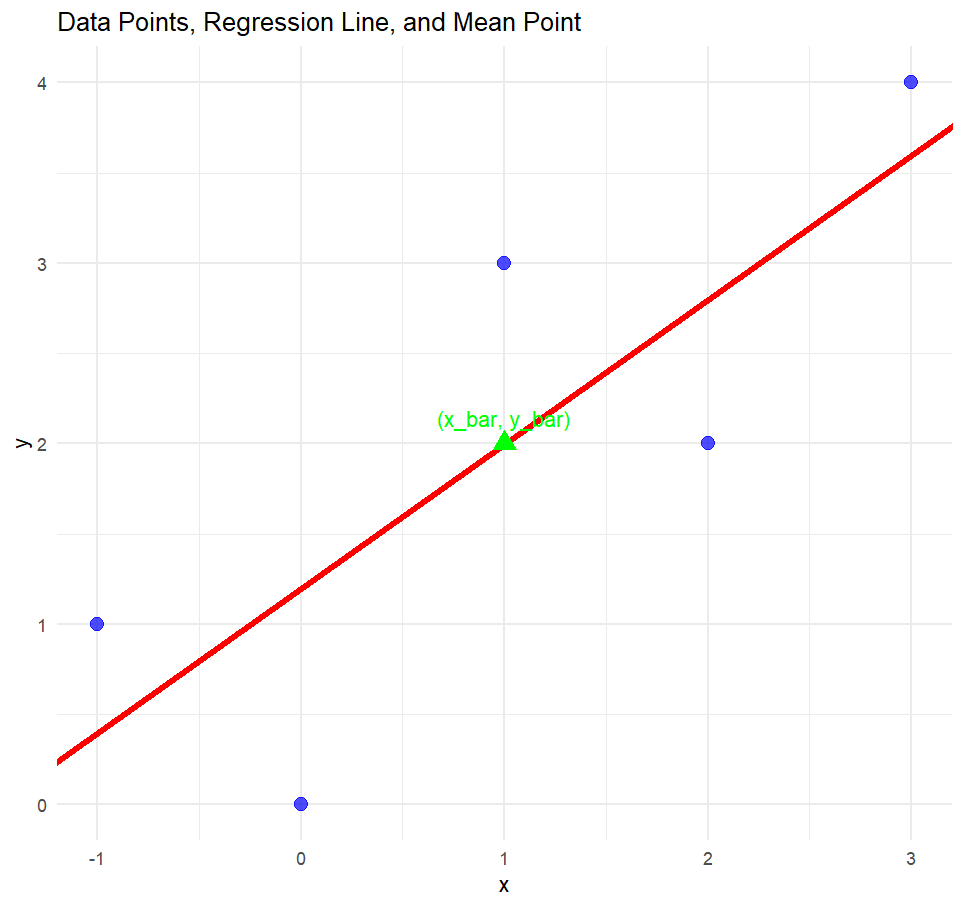 Data Points, Regression Line, and Mean Point
4
3
(x_bar, y_bar)
y
2
1
0
-1 0 1 2 3
x